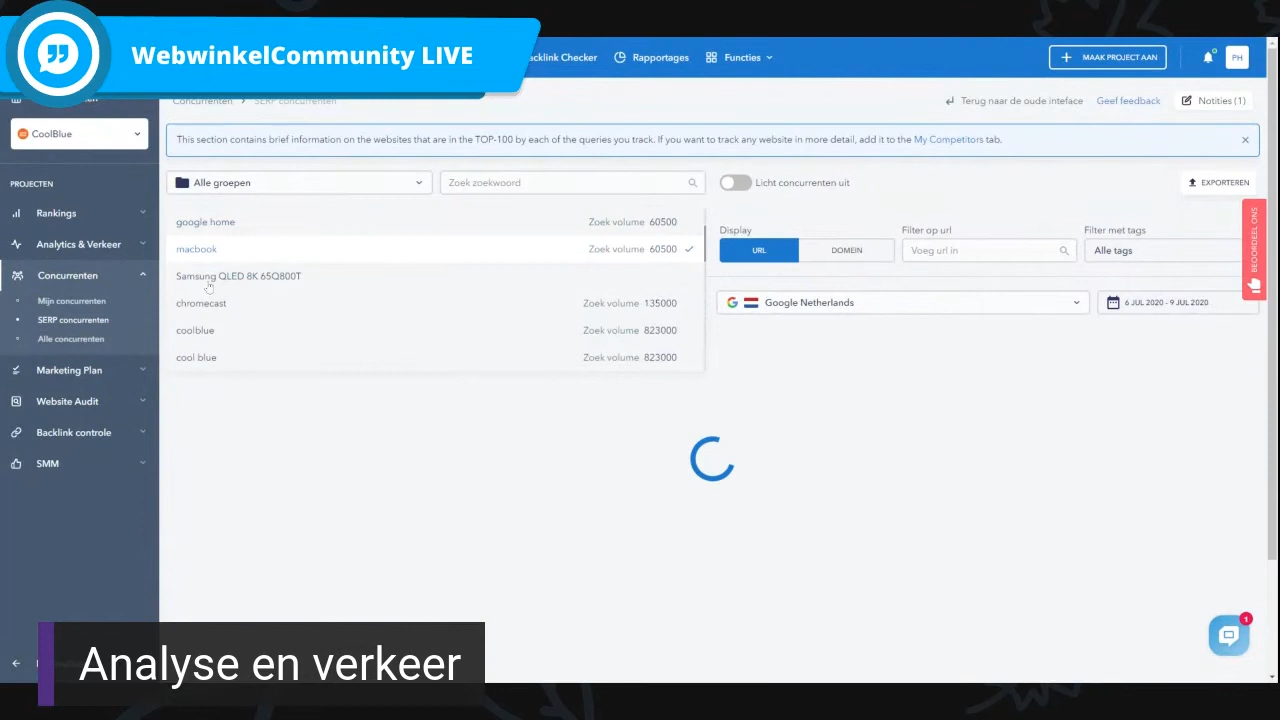 WebwinkelCommunity LIVE
Backlink Checker
Rapportages
Functies
MAAK PROJECT AAN
PH
Concurrenten
SERP concurrenten
Terug naar de oude inteface
Geef feedback
Notities (1)
CoolBlue
This section contains brief information on the websites that are in the TOP-100 by each of the queries you track. If you want to track any website in more detail, add it to the My Competitors tab.
PROJECTEN
Rankings
Analytics & Verkeer
Concurrenten
Mijn concurrenten
SERP concurrenten
Alle concurrenten
Marketing Plan
Website Audit
Backlink controle
SMM
Alle groepen
Zoek zoekwoord
Licht concurrenten uit
EXPORTEREN
google home Zoek volume 60500
macbook Zoek volume 60500
Samsung QLED 8K 65Q800T
chromecast Zoek volume 135000
coolblue Zoek volume 823000
cool blue Zoek volume 823000
Display
URL
DOMEIN
Filter op url
Voeg url in
Filter met tags
Alle tags
Google Netherlands
6 JUL 2020 - 9 JUL 2020
BEOORDEEL ONS
1
Analyse en verkeer